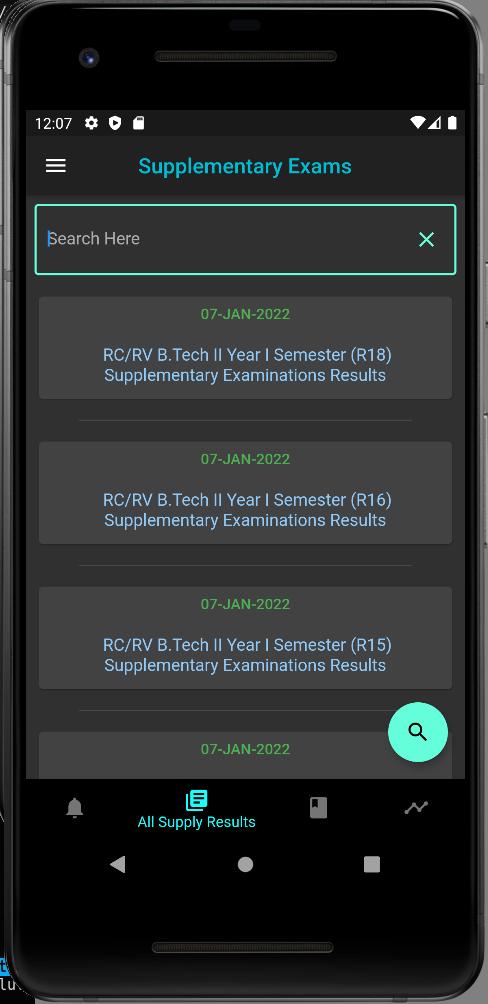 12:07
Supplementary Exams
Search Here
07-JAN-2022
RC/RV B.Tech II Year I Semester (R18)
Supplementary Examinations Results
07-JAN-2022
RC/RV B.Tech II Year I Semester (R16)
Supplementary Examinations Results
07-JAN-2022
RC/RV B.Tech II Year I Semester (R15)
Supplementary Examinations Results
07-JAN-2022
All Supply Results